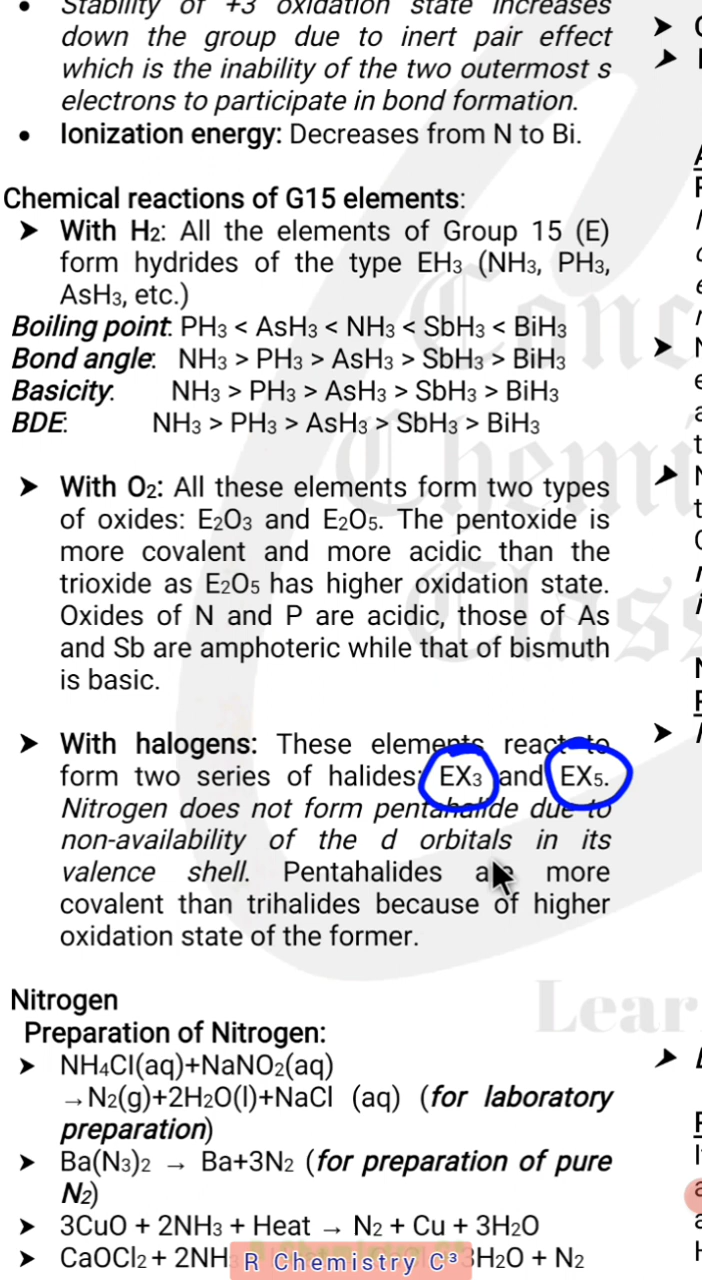 • Stability of +3 oxidation state increases
down the group due to inert pair effect
which is the inability of the two outermost s
electrons to participate in bond formation.
• Ionization energy: Decreases from N to Bi.
Chemical reactions of G15 elements:
➤ With H₂: All the elements of Group 15 (E)
form hydrides of the type EH₃ (NH₃, PH₃,
AsH₃, etc.)
Boiling point: PH₃ < AsH₃ < NH₃ < SbH₃ < BiH₃
Bond angle: NH₃ > PH₃ > AsH₃ > SbH₃ > BiH₃
Basicity: NH₃ > PH₃ > AsH₃ > SbH₃ > BiH₃
BDE: NH₃ > PH₃ > AsH₃ > SbH₃ > BiH₃
➤ With O₂: All these elements form two types
of oxides: E₂O₃ and E₂O₅. The pentoxide is
more covalent and more acidic than the
trioxide as E₂O₅ has higher oxidation state.
Oxides of N and P are acidic, those of As
and Sb are amphoteric while that of bismuth
is basic.
➤ With halogens: These elements react to
form two series of halides: EX₃ and EX₅.
Nitrogen does not form pentahalide due to
non-availability of the d orbitals in its
valence shell. Pentahalides are more
covalent than trihalides because of higher
oxidation state of the former.
Nitrogen
Preparation of Nitrogen:
➤ NH₄Cl(aq)+NaNO₂(aq)
→N₂(g)+2H₂O(l)+NaCl (aq) (for laboratory
preparation)
➤ Ba(N₃)₂ → Ba+3N₂ (for preparation of pure
N₂)
➤ 3CuO + 2NH₃ + Heat → N₂ + Cu + 3H₂O
➤ CaOCl₂ + 2NH 3H₂O + N₂
R Chemistry C³
Lear